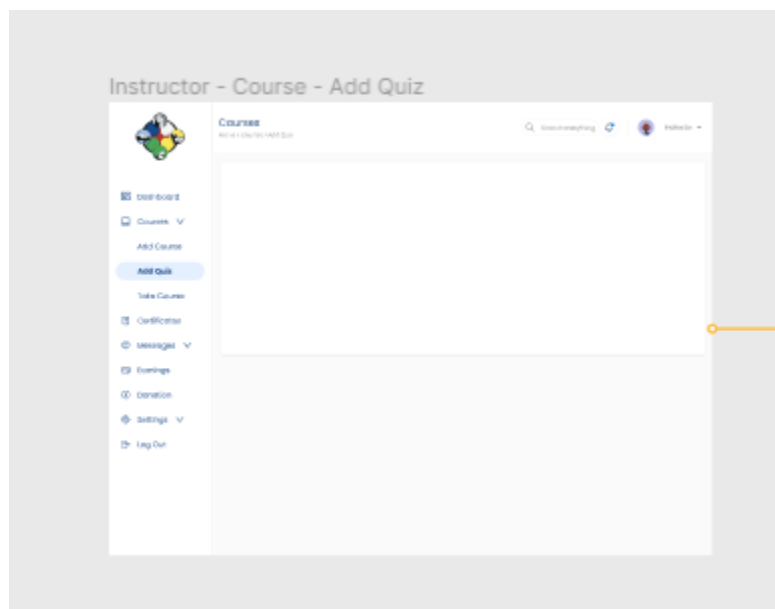 Instructor - Course - Add Quiz
Courses
Dashboard
Courses
Add Course
Add Quiz
Take Course
Certificates
Messages
Earnings
Donation
Settings
Log Out